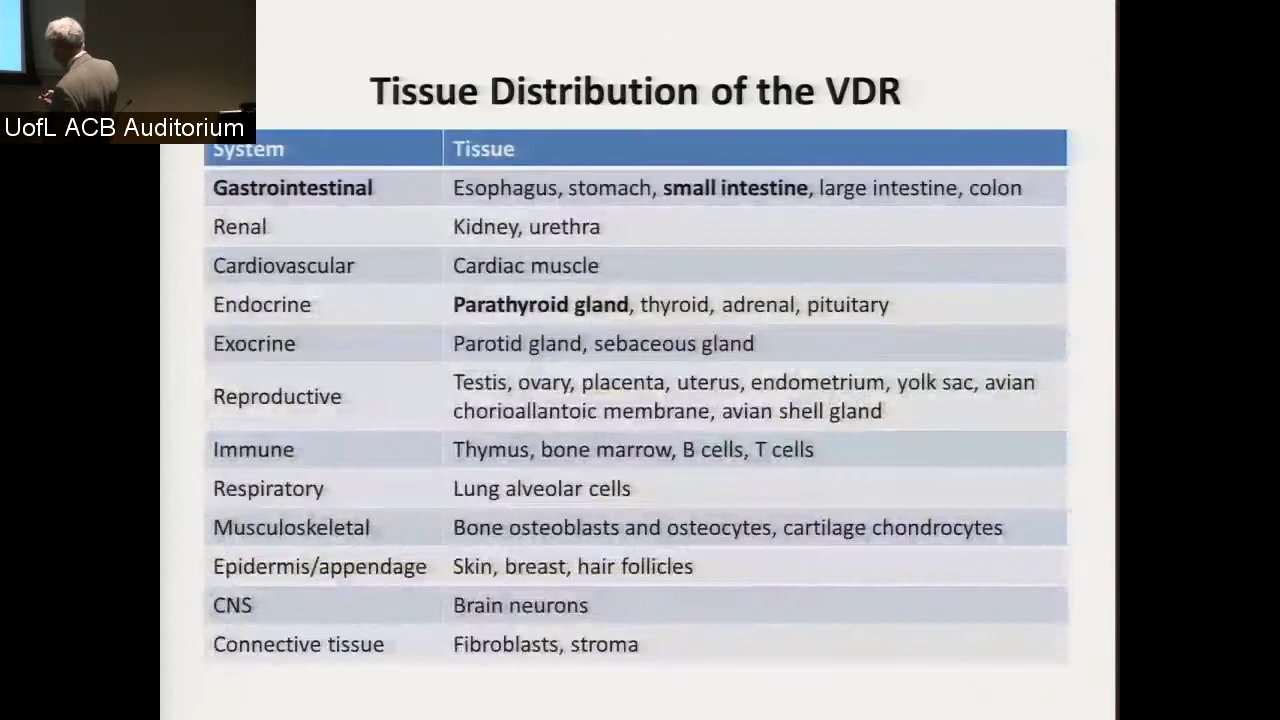 UofL ACB Auditorium
Tissue Distribution of the VDR
System Tissue
Gastrointestinal Esophagus, stomach, small intestine, large intestine, colon
Renal Kidney, urethra
Cardiovascular Cardiac muscle
Endocrine Parathyroid gland, thyroid, adrenal, pituitary
Exocrine Parotid gland, sebaceous gland
Reproductive Testis, ovary, placenta, uterus, endometrium, yolk sac, avian
chorioallantoic membrane, avian shell gland
Immune Thymus, bone marrow, B cells, T cells
Respiratory Lung alveolar cells
Musculoskeletal Bone osteoblasts and osteocytes, cartilage chondrocytes
Epidermis/appendage Skin, breast, hair follicles
CNS Brain neurons
Connective tissue Fibroblasts, stroma